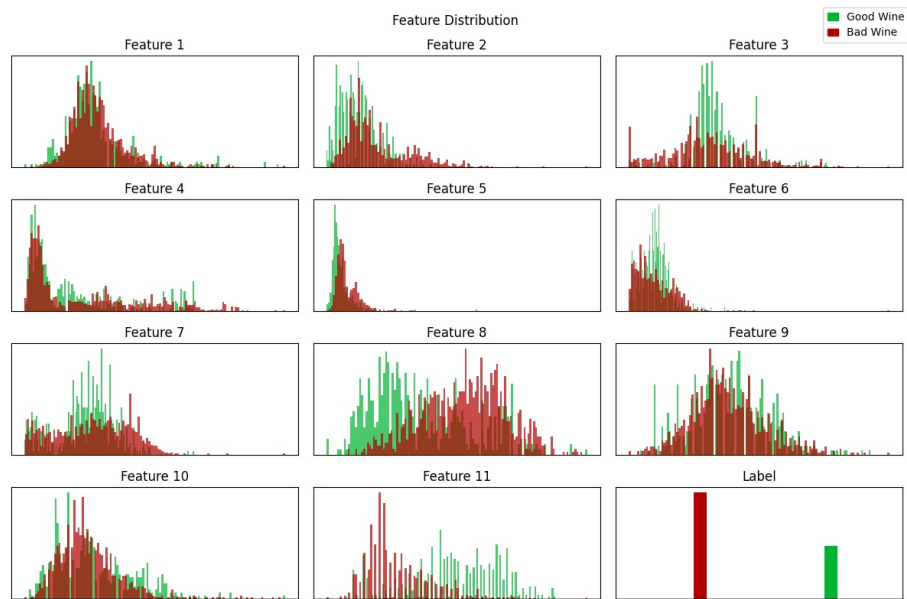 Feature Distribution
Good Wine
Bad Wine
Feature 1
Feature 2
Feature 3
Feature 4
Feature 5
Feature 6
Feature 7
Feature 8
Feature 9
Feature 10
Feature 11
Label